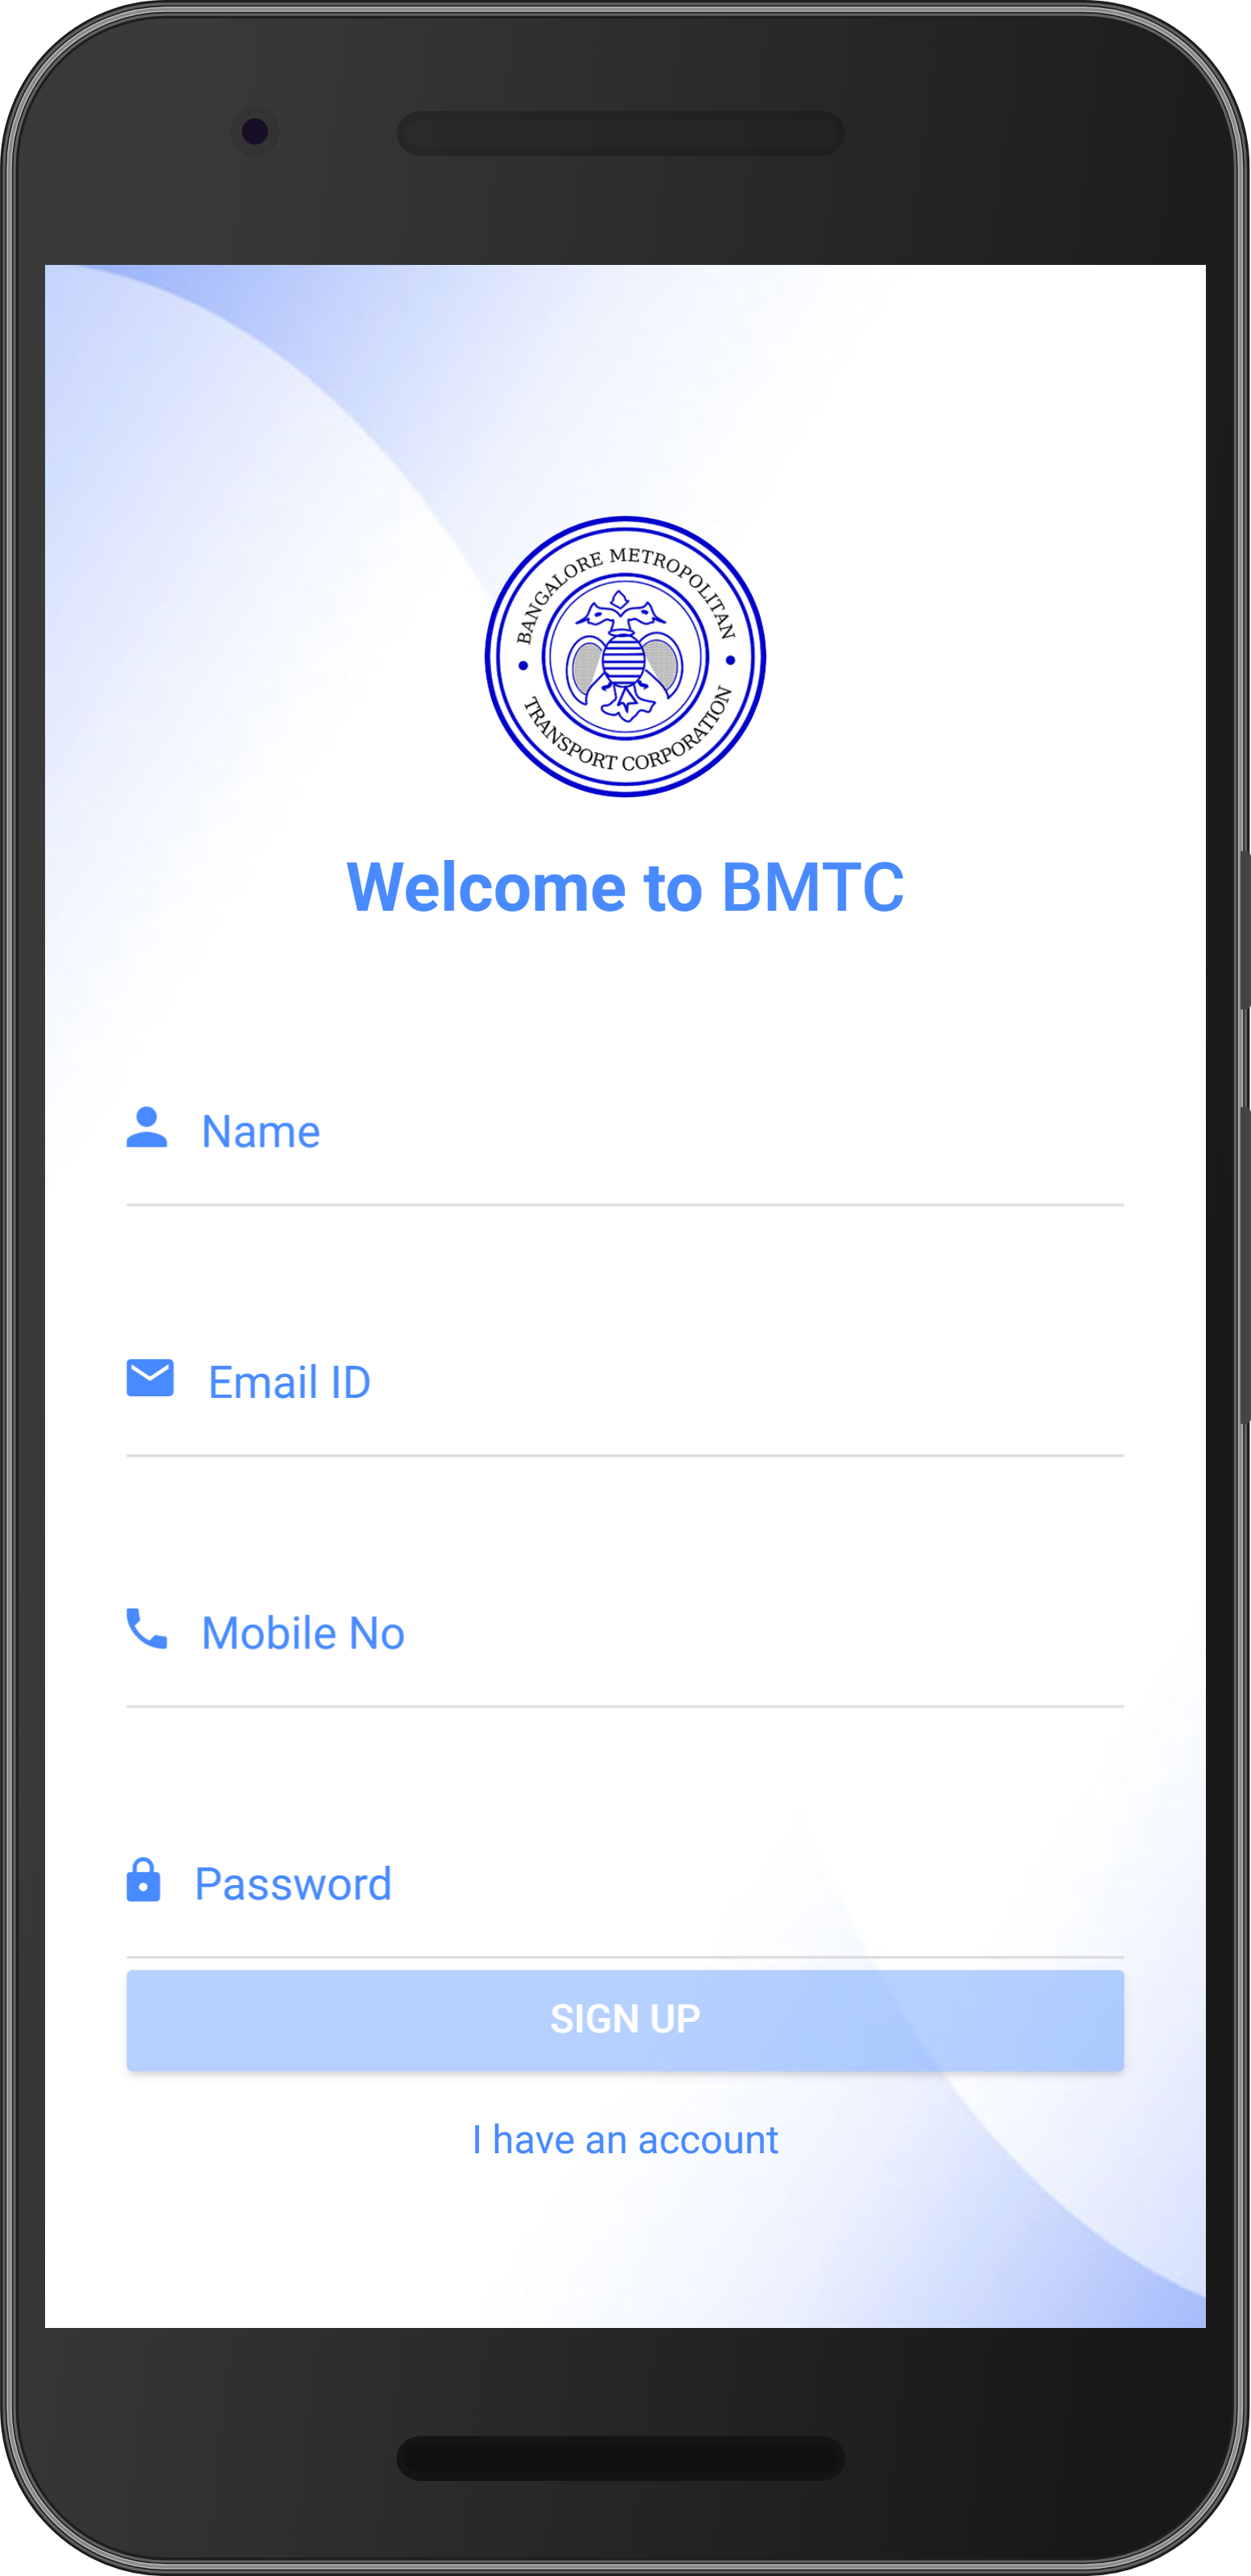 BANGALORE METROPOLITAN
TRANSPORT CORPORATION
Welcome to BMTC
Name
Email ID
Mobile No
Password
SIGN UP
I have an account